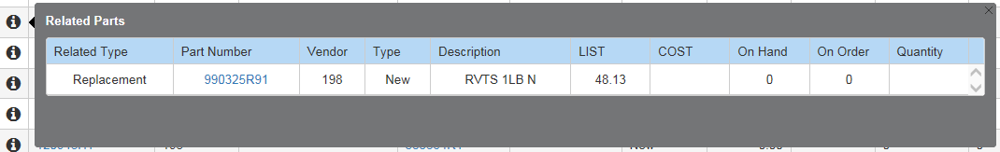 Related Parts
Related Type Part Number Vendor Type Description LIST COST On Hand On Order Quantity
Replacement 990325R91 198 New RVTS 1LB N 48.13 0 0